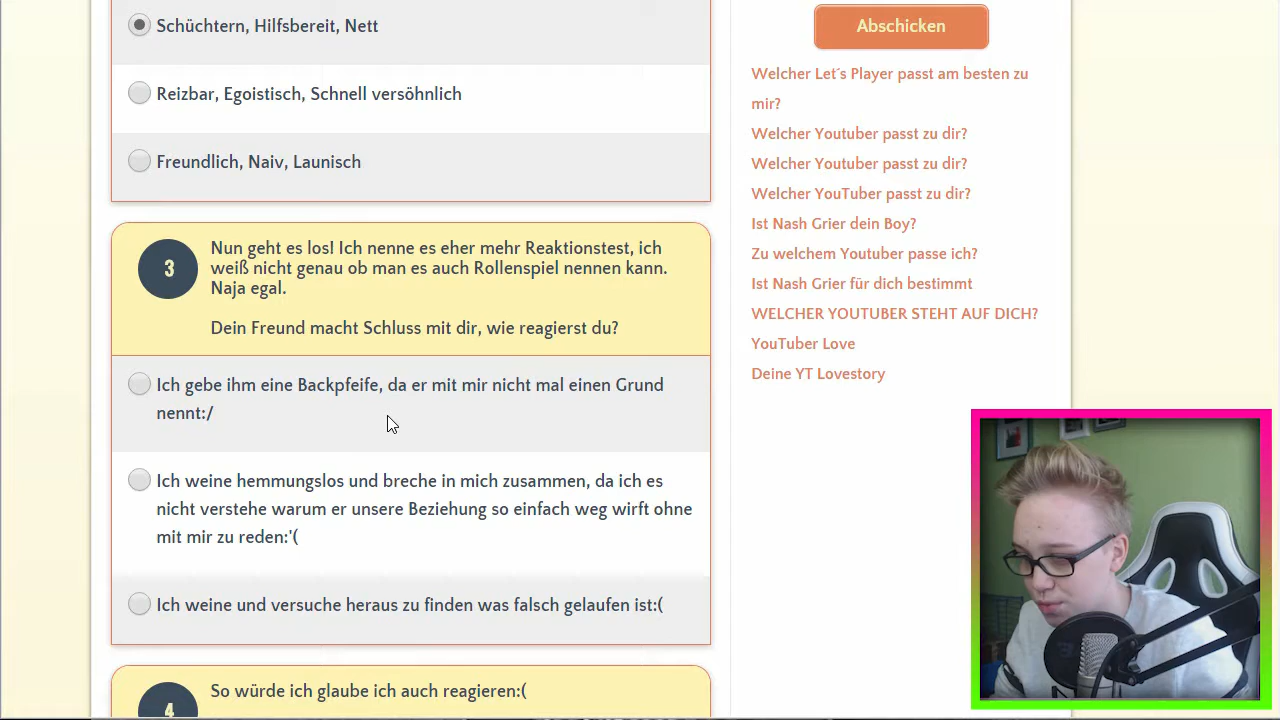 Schüchtern, Hilfsbereit, Nett
Reizbar, Egoistisch, Schnell versöhnlich
Freundlich, Naiv, Launisch
3
Nun geht es los! Ich nenne es eher mehr Reaktionstest, ich
weiß nicht genau ob man es auch Rollenspiel nennen kann.
Naja egal.
Dein Freund macht Schluss mit dir, wie reagierst du?
Ich gebe ihm eine Backpfeife, da er mit mir nicht mal einen Grund
nennt:/
Ich weine hemmungslos und breche in mich zusammen, da ich es
nicht verstehe warum er unsere Beziehung so einfach weg wirft ohne
mit mir zu reden:'(
Ich weine und versuche heraus zu finden was falsch gelaufen ist:(
4
So würde ich glaube ich auch reagieren:(
Abschicken
Welcher Let´s Player passt am besten zu
mir?
Welcher Youtuber passt zu dir?
Welcher Youtuber passt zu dir?
Welcher YouTuber passt zu dir?
Ist Nash Grier dein Boy?
Zu welchem Youtuber passe ich?
Ist Nash Grier für dich bestimmt
WELCHER YOUTUBER STEHT AUF DICH?
YouTuber Love
Deine YT Lovestory